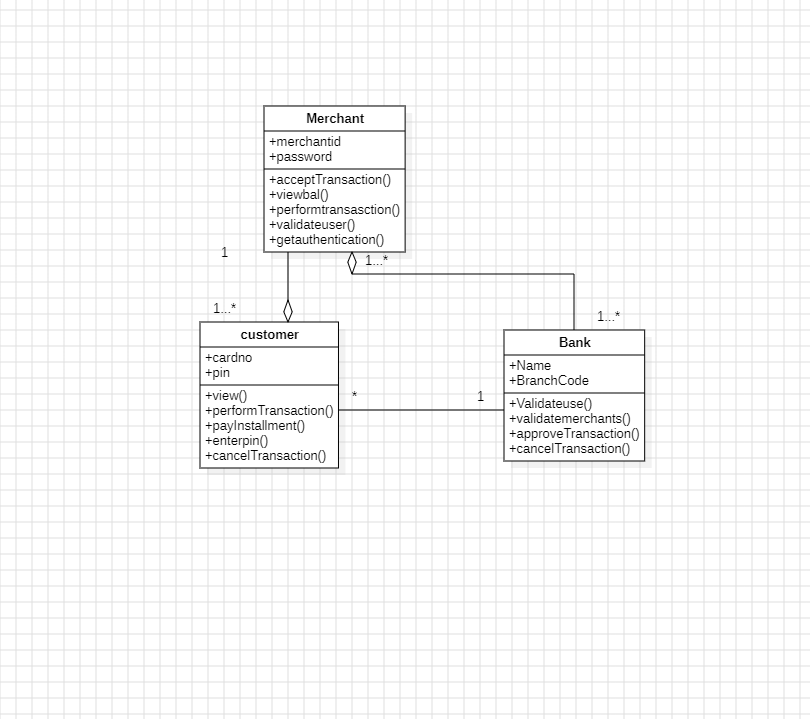 Merchant
+merchantid
+password
+acceptTransaction()
+viewbal()
+performtransasction()
+validateuser()
+getauthentication()
1
1...*
1...*
1...*
customer
+cardno
+pin
+view()
+performTransaction()
+payInstallment()
+enterpin()
+cancelTransaction()
*
1
Bank
+Name
+BranchCode
+Validateuse()
+validatemerchants()
+approveTransaction()
+cancelTransaction()